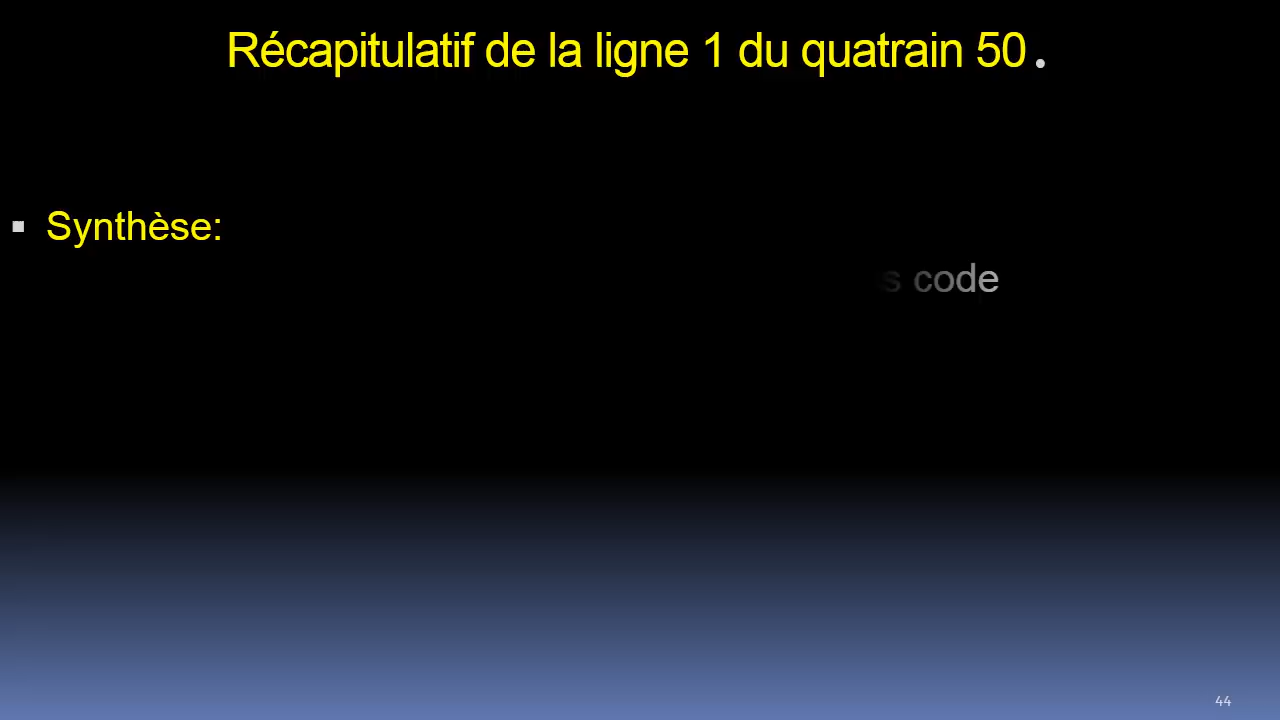 Récapitulatif de la ligne 1 du quatrain 50.
▪ Synthèse:
code
44